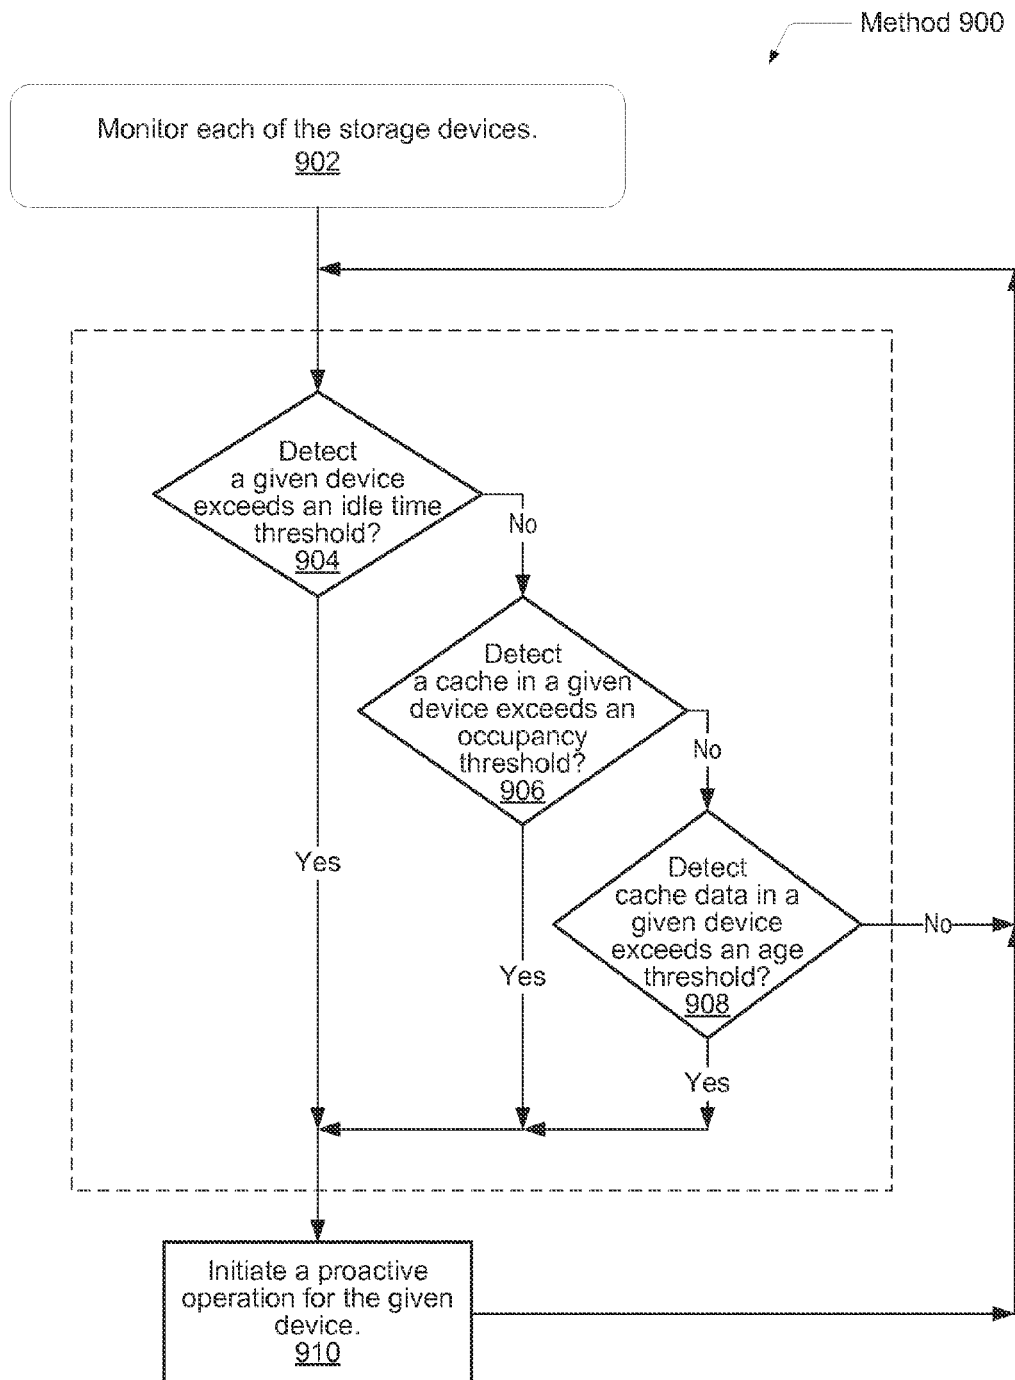 Method 900
Monitor each of the storage devices.
902
Detect
a given device
exceeds an idle time
threshold?
904
No
Detect
a cache in a given
device exceeds an
occupancy
threshold?
906
No
Detect
cache data in a
given device
exceeds an age
threshold?
908
No
Yes
Yes
Yes
Initiate a proactive
operation for the given
device.
910